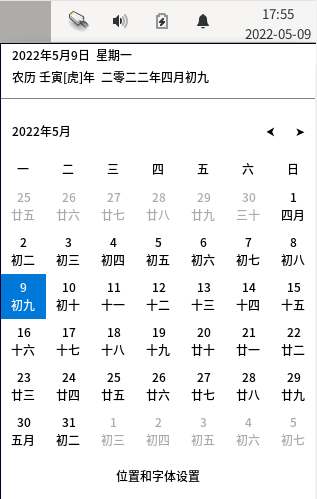 17:55
2022-05-09
2022年5月9日 星期一
农历 壬寅[虎]年 二零二二年四月初九
2022年5月
一 二 三 四 五 六 日
25 26 27 28 29 30 1
廿五 廿六 廿七 廿八 廿九 三十 四月
2 3 4 5 6 7 8
初二 初三 初四 初五 初六 初七 初八
9 10 11 12 13 14 15
初九 初十 十一 十二 十三 十四 十五
16 17 18 19 20 21 22
十六 十七 十八 十九 二十 廿一 廿二
23 24 25 26 27 28 29
廿三 廿四 廿五 廿六 廿七 廿八 廿九
30 31 1 2 3 4 5
五月 初二 初三 初四 初五 初六 初七
位置和字体设置